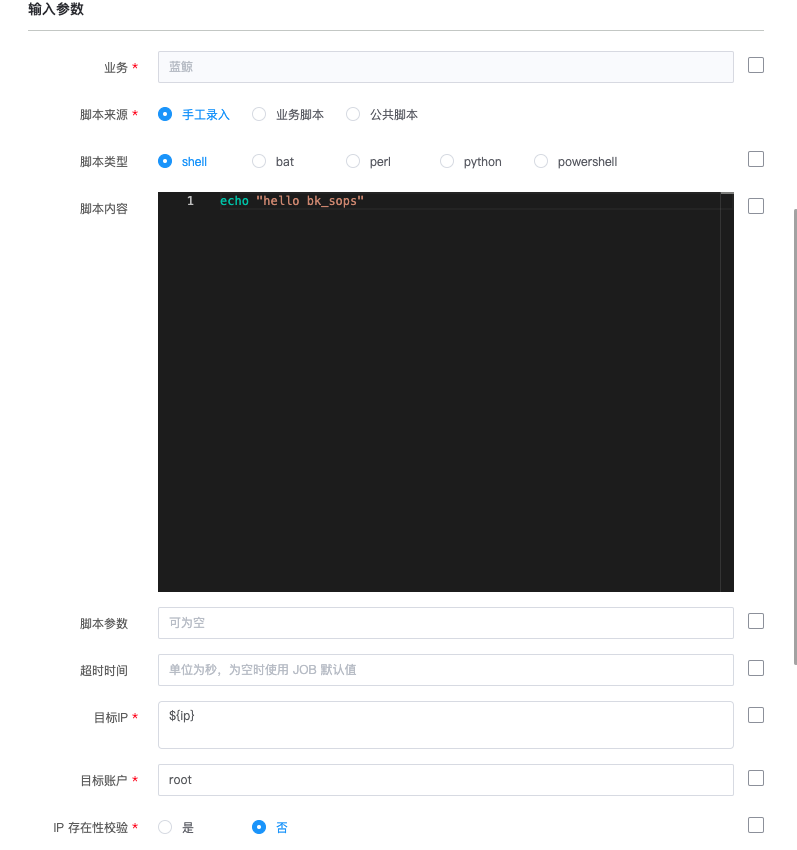 输入参数
业务 * 蓝鲸
脚本来源 * 手工录入 业务脚本 公共脚本
脚本类型 shell bat perl python powershell
脚本内容 1 echo "hello bk_sops"
脚本参数 可为空
超时时间 单位为秒，为空时使用 JOB 默认值
目标IP * ${ip}
目标账户 * root
IP 存在性校验 * 是 否